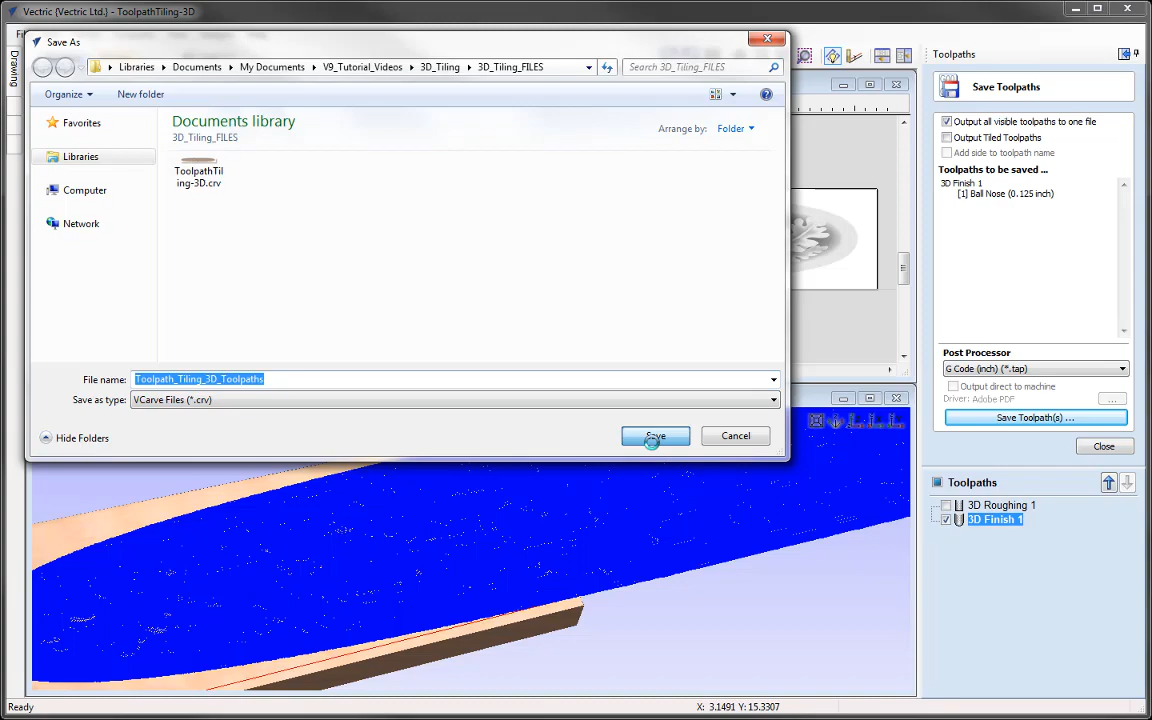 Vectric {Vectric Ltd.} - ToolpathTiling-3D
Drawing
Save As
Libraries
Documents
My Documents
V9_Tutorial_Videos
3D_Tiling
3D_Tiling_FILES
Search 3D_Tiling_FILES
Organize
New folder
Favorites
Libraries
Computer
Network
Documents library
3D_Tiling_FILES
Arrange by: Folder
ToolpathTil
ing-3D.crv
File name: Toolpath_Tiling_3D_Toolpaths
Save as type: VCarve Files (*.crv)
Hide Folders
Save
Cancel
Toolpaths
Save Toolpaths
Output all visible toolpaths to one file
Output Tiled Toolpaths
Add side to toolpath name
Toolpaths to be saved ...
3D Finish 1
[1] Ball Nose (0.125 inch)
Post Processor
G Code (inch) (*.tap)
Output direct to machine
Driver: Adobe PDF
...
Save Toolpath(s) ...
Close
Toolpaths
3D Roughing 1
3D Finish 1
Ready
X: 3.1491 Y: 15.3307